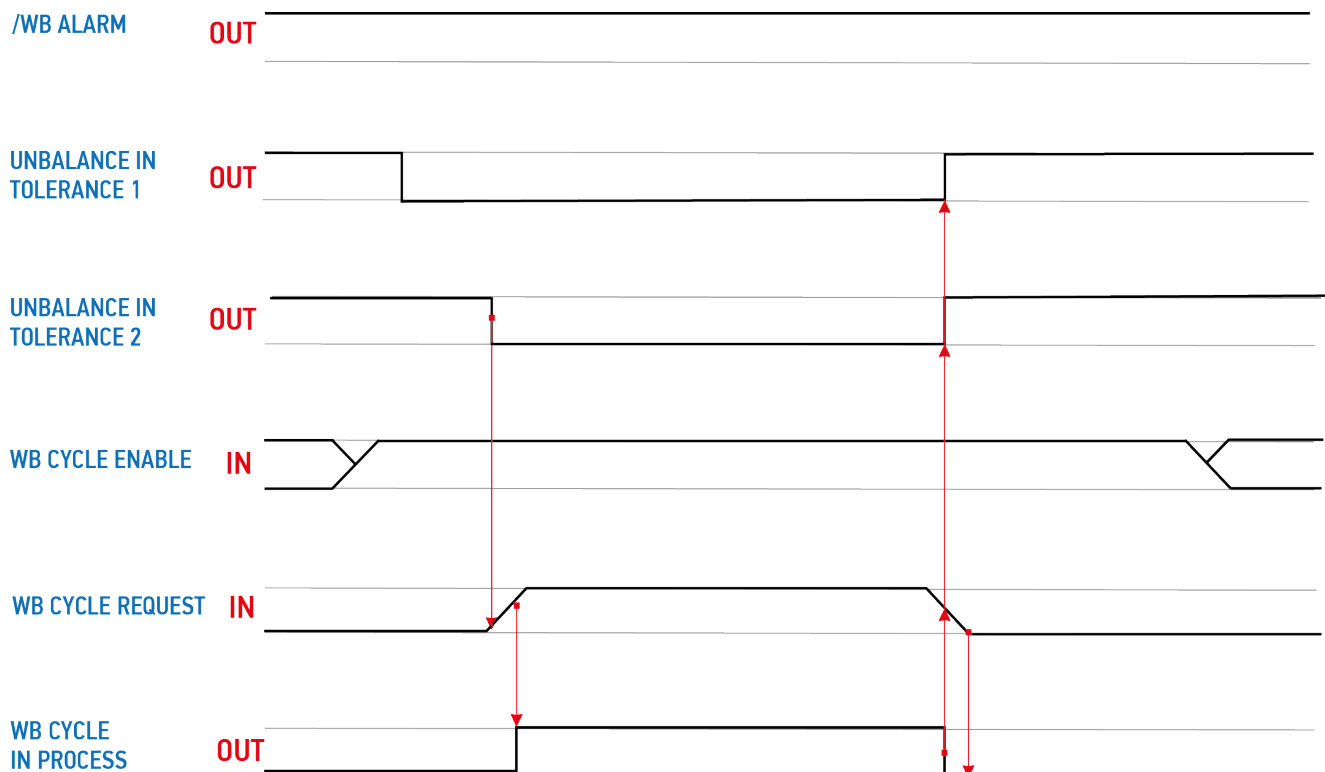 /WB ALARM OUT
UNBALANCE IN
TOLERANCE 1 OUT
UNBALANCE IN
TOLERANCE 2 OUT
WB CYCLE ENABLE IN
WB CYCLE REQUEST IN
WB CYCLE
IN PROCESS OUT